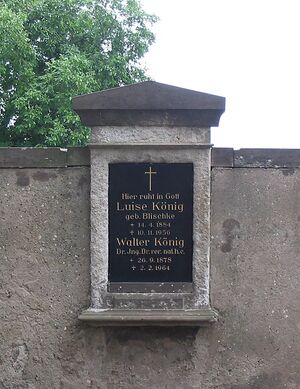 Hier ruht in Gott
Luise König
geb. Blischke
* 14. 4. 1884
+ 10. 11. 1956
Walter König
Dr. Jng. Dr. rer. nat. h. c.
* 26. 9. 1878
+ 2. 2. 1964